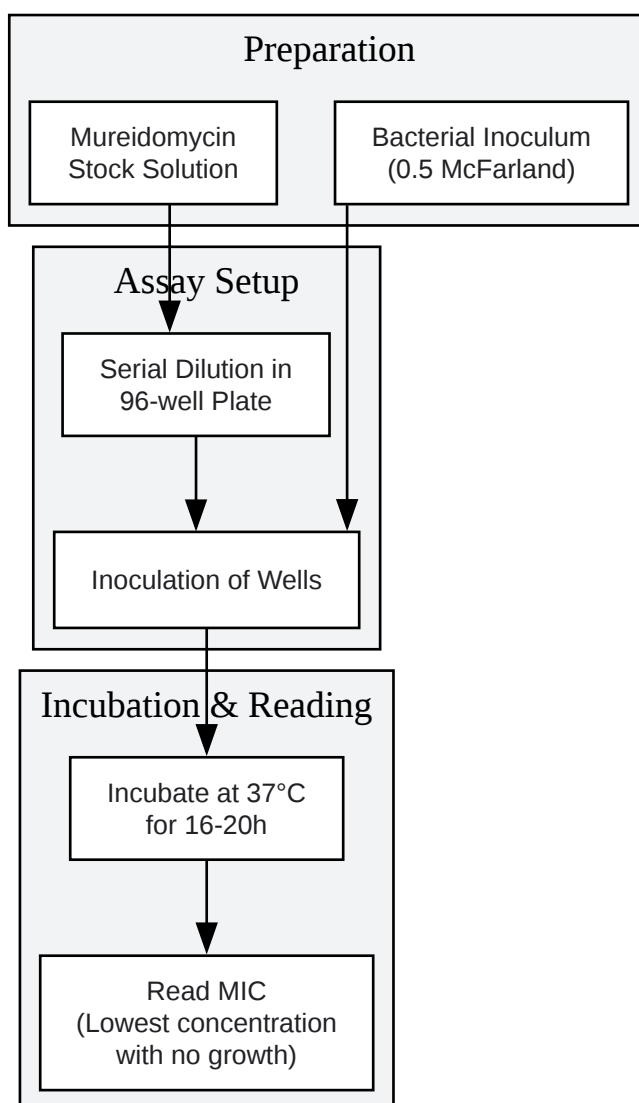 Preparation
Mureidomycin
Stock Solution
Bacterial Inoculum
(0.5 McFarland)
Assay Setup
Serial Dilution in
96-well Plate
Inoculation of Wells
Incubation & Reading
Incubate at 37°C
for 16-20h
Read MIC
(Lowest concentration
with no growth)